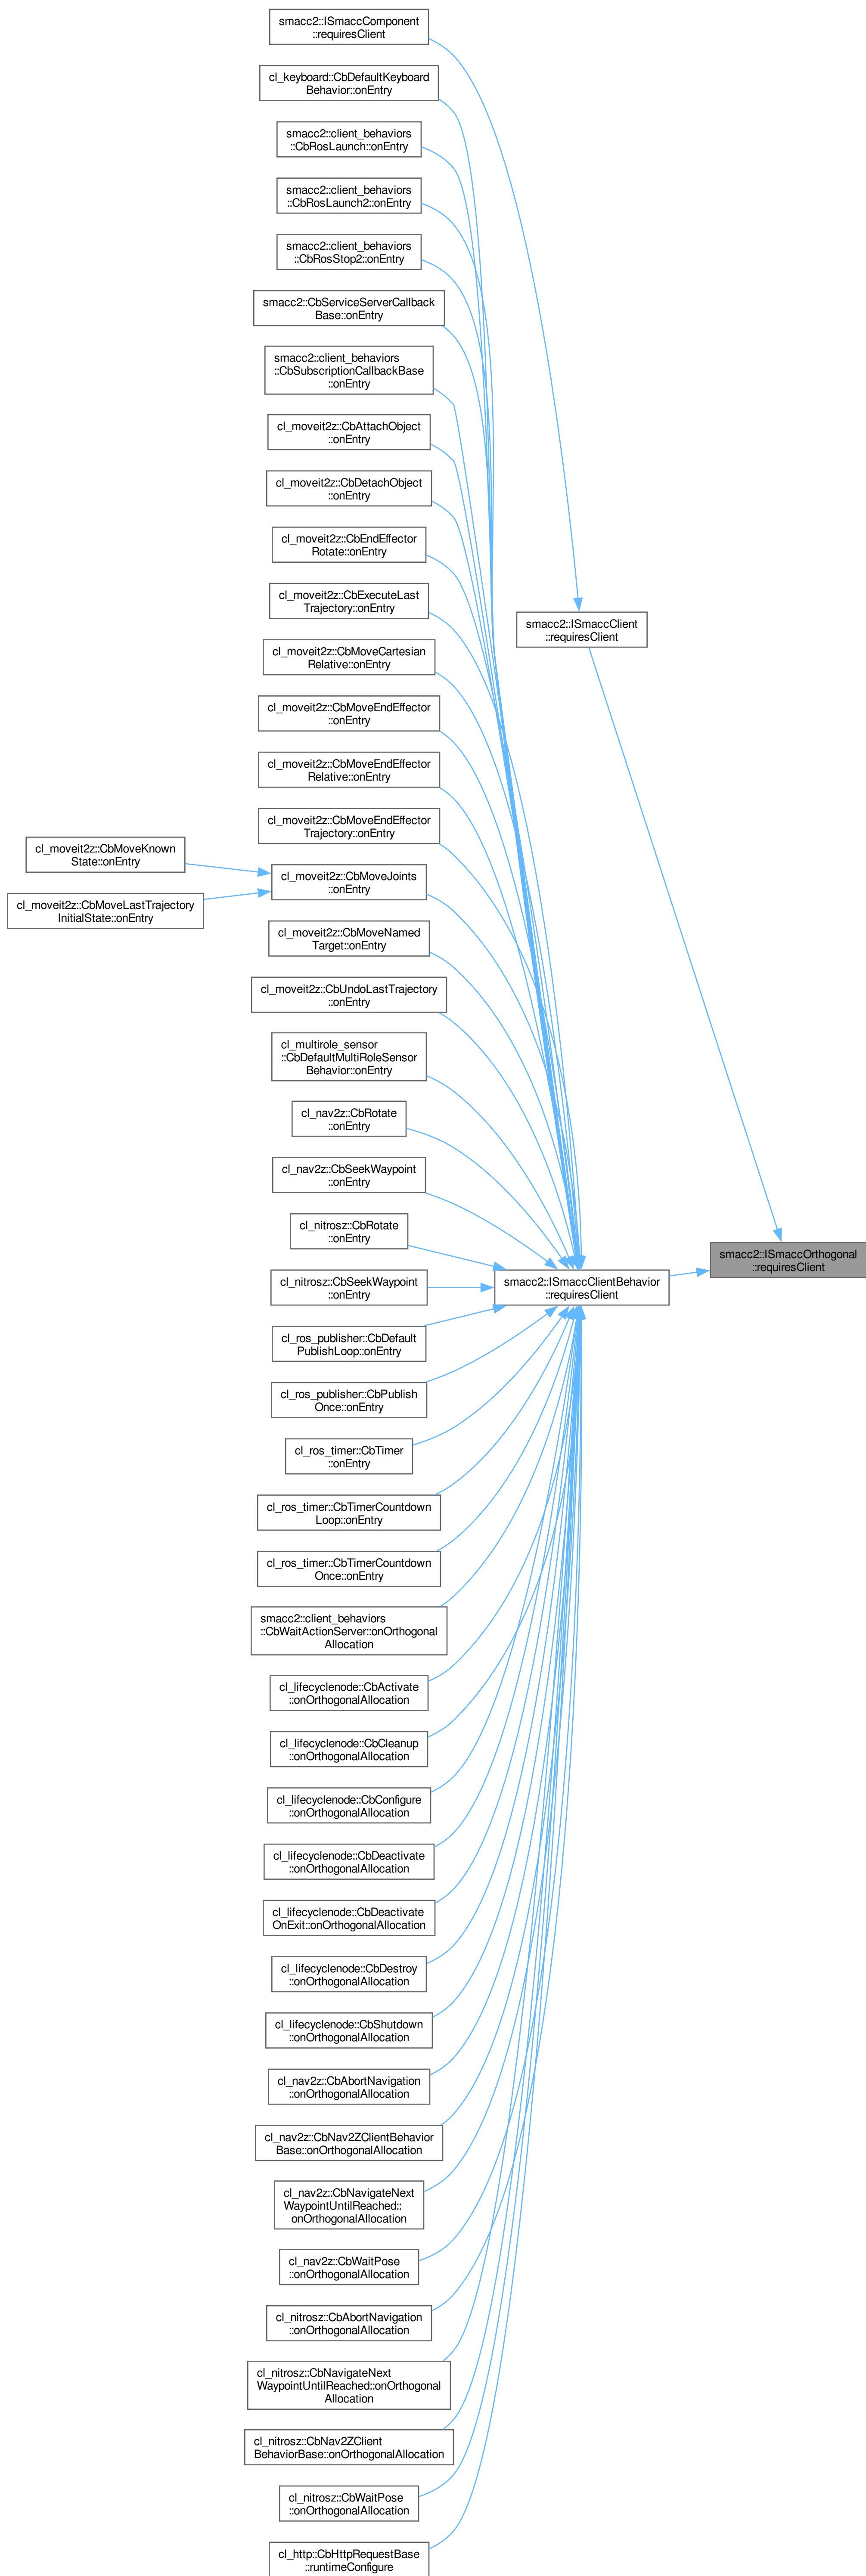 smacc2::ISmaccComponent
::requiresClient
cl_keyboard::CbDefaultKeyboard
Behavior::onEntry
smacc2::client_behaviors
::CbRosLaunch::onEntry
smacc2::client_behaviors
::CbRosLaunch2::onEntry
smacc2::client_behaviors
::CbRosStop2::onEntry
smacc2::CbServiceServerCallback
Base::onEntry
smacc2::client_behaviors
::CbSubscriptionCallbackBase
::onEntry
cl_moveit2z::CbAttachObject
::onEntry
cl_moveit2z::CbDetachObject
::onEntry
cl_moveit2z::CbEndEffector
Rotate::onEntry
cl_moveit2z::CbExecuteLast
Trajectory::onEntry
smacc2::ISmaccClient
::requiresClient
cl_moveit2z::CbMoveCartesian
Relative::onEntry
cl_moveit2z::CbMoveEndEffector
::onEntry
cl_moveit2z::CbMoveEndEffector
Relative::onEntry
cl_moveit2z::CbMoveEndEffector
Trajectory::onEntry
cl_moveit2z::CbMoveKnown
State::onEntry
cl_moveit2z::CbMoveJoints
::onEntry
cl_moveit2z::CbMoveLastTrajectory
InitialState::onEntry
cl_moveit2z::CbMoveNamed
Target::onEntry
cl_moveit2z::CbUndoLastTrajectory
::onEntry
cl_multirole_sensor
::CbDefaultMultiRoleSensor
Behavior::onEntry
cl_nav2z::CbRotate
::onEntry
cl_nav2z::CbSeekWaypoint
::onEntry
cl_nitrosz::CbRotate
::onEntry
smacc2::ISmaccOrthogonal
::requiresClient
cl_nitrosz::CbSeekWaypoint
::onEntry
smacc2::ISmaccClientBehavior
::requiresClient
cl_ros_publisher::CbDefault
PublishLoop::onEntry
cl_ros_publisher::CbPublish
Once::onEntry
cl_ros_timer::CbTimer
::onEntry
cl_ros_timer::CbTimerCountdown
Loop::onEntry
cl_ros_timer::CbTimerCountdown
Once::onEntry
smacc2::client_behaviors
::CbWaitActionServer::onOrthogonal
Allocation
cl_lifecyclenode::CbActivate
::onOrthogonalAllocation
cl_lifecyclenode::CbCleanup
::onOrthogonalAllocation
cl_lifecyclenode::CbConfigure
::onOrthogonalAllocation
cl_lifecyclenode::CbDeactivate
::onOrthogonalAllocation
cl_lifecyclenode::CbDeactivate
OnExit::onOrthogonalAllocation
cl_lifecyclenode::CbDestroy
::onOrthogonalAllocation
cl_lifecyclenode::CbShutdown
::onOrthogonalAllocation
cl_nav2z::CbAbortNavigation
::onOrthogonalAllocation
cl_nav2z::CbNav2ZClientBehavior
Base::onOrthogonalAllocation
cl_nav2z::CbNavigateNext
WaypointUntilReached::
onOrthogonalAllocation
cl_nav2z::CbWaitPose
::onOrthogonalAllocation
cl_nitrosz::CbAbortNavigation
::onOrthogonalAllocation
cl_nitrosz::CbNavigateNext
WaypointUntilReached::onOrthogonal
Allocation
cl_nitrosz::CbNav2ZClient
BehaviorBase::onOrthogonalAllocation
cl_nitrosz::CbWaitPose
::onOrthogonalAllocation
cl_http::CbHttpRequestBase
::runtimeConfigure